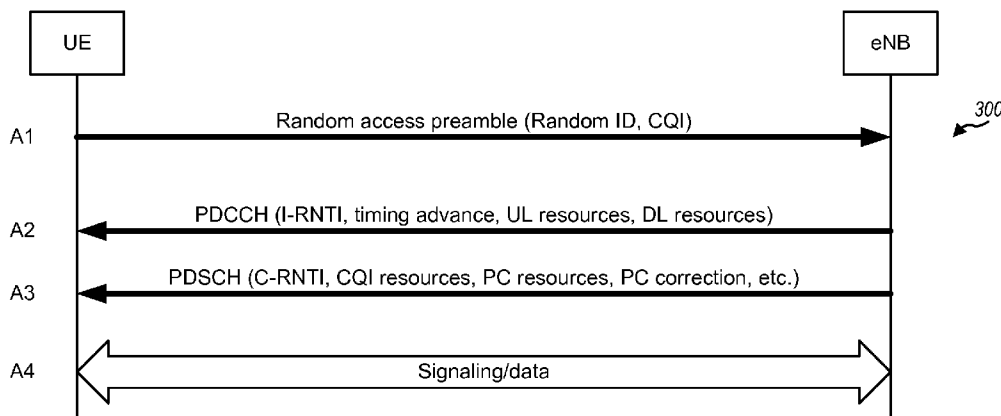 UE
eNB
A1
Random access preamble (Random ID, CQI)
300
A2
PDCCH (I-RNTI, timing advance, UL resources, DL resources)
A3
PDSCH (C-RNTI, CQI resources, PC resources, PC correction, etc.)
A4
Signaling/data